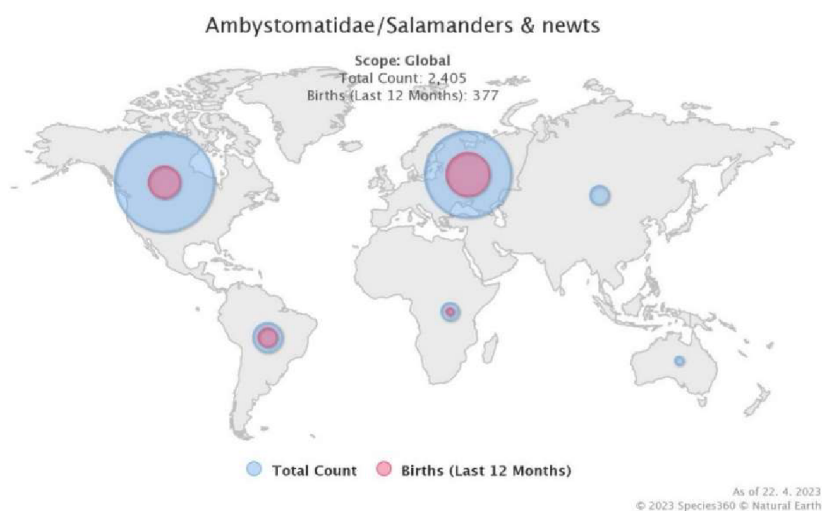 Ambystomatidae/Salamanders & newts
Scope: Global
Total Count: 2,405
Births (Last 12 Months): 377
Total Count
Births (Last 12 Months)
As of 22. 4. 2023
© 2023 Species360 © Natural Earth